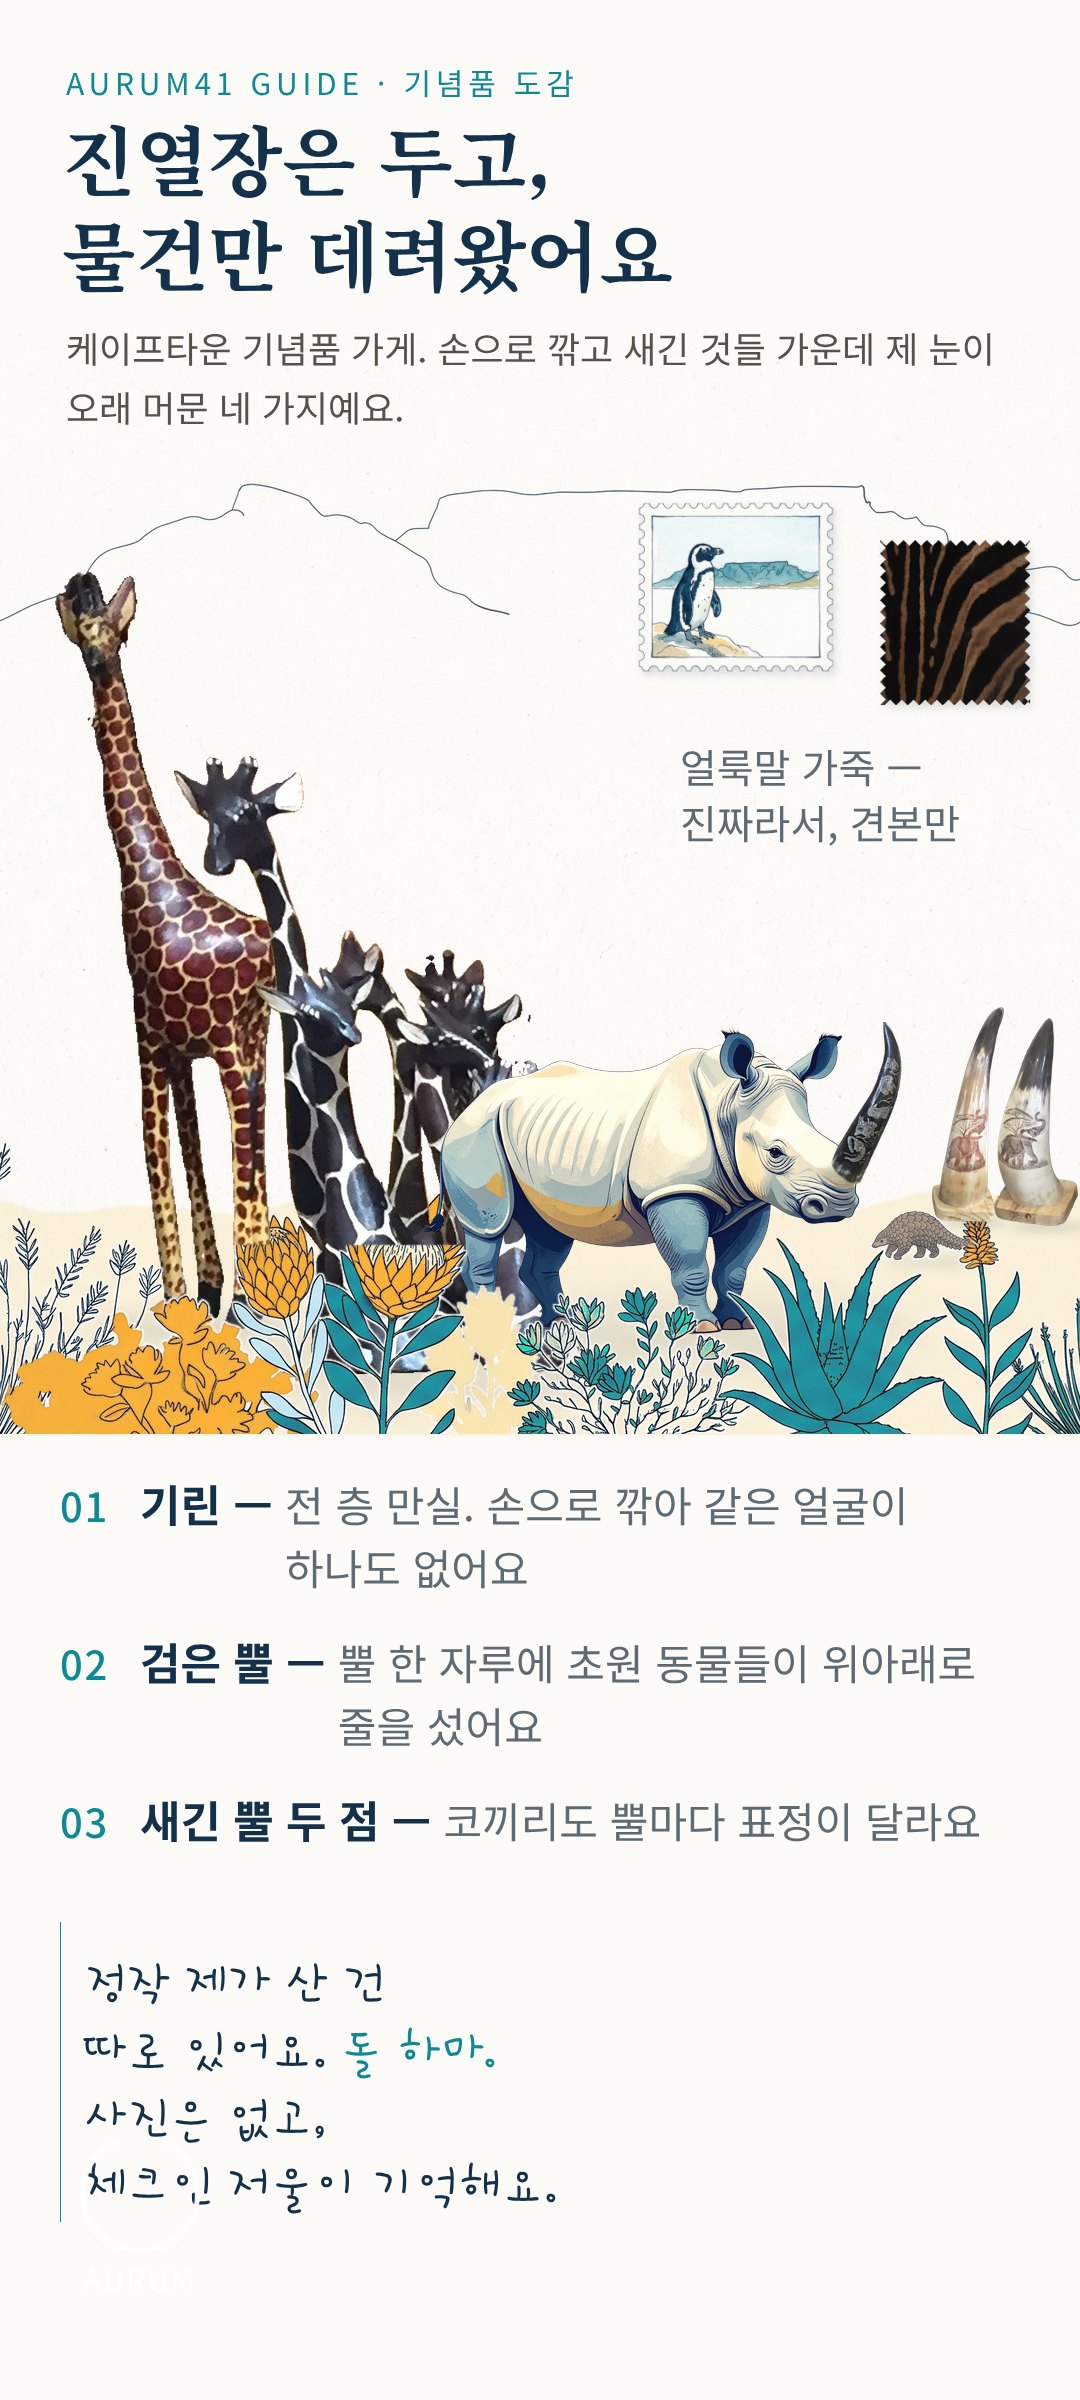 AURUM41 GUIDE · 기념품 도감
진열장은 두고,
물건만 데려왔어요
케이프타운 기념품 가게. 손으로 깎고 새긴 것들 가운데 제 눈이
오래 머문 네 가지예요.
얼룩말 가죽 —
진짜라서, 견본만
01 기린 — 전 층 만실. 손으로 깎아 같은 얼굴이
하나도 없어요
02 검은 뿔 — 뿔 한 자루에 초원 동물들이 위아래로
줄을 섰어요
03 새긴 뿔 두 점 — 코끼리도 뿔마다 표정이 달라요
정작 제가 산 건
따로 있어요. 돌 하마.
사진은 없고,
체크인 저울이 기억해요.
AURUM